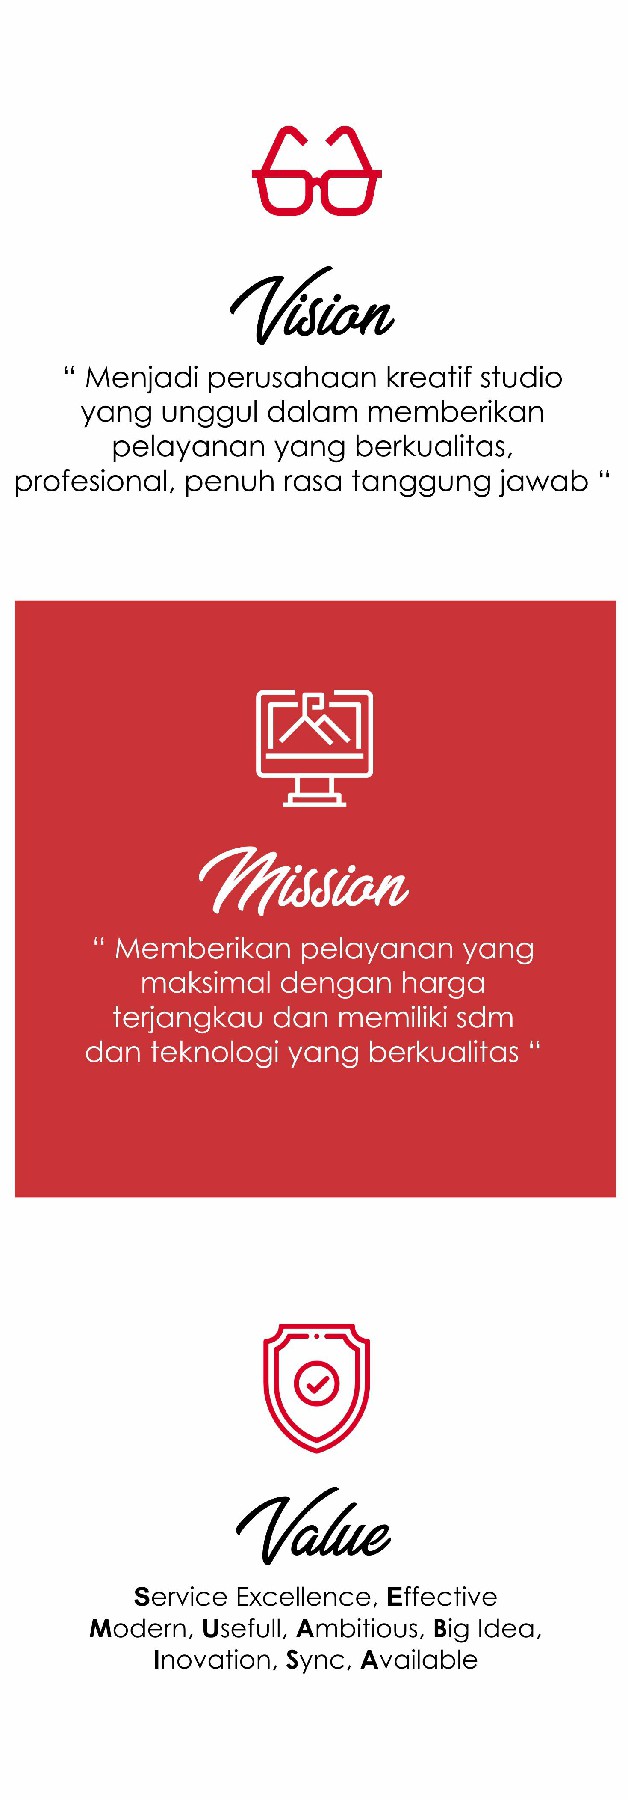 Vision
“ Menjadi perusahaan kreatif studio
yang unggul dalam memberikan
pelayanan yang berkualitas,
profesional, penuh rasa tanggung jawab “
Mission
“ Memberikan pelayanan yang
maksimal dengan harga
terjangkau dan memiliki sdm
dan teknologi yang berkualitas “
Value
Service Excellence, Effective
Modern, Usefull, Ambitious, Big Idea,
Inovation, Sync, Available